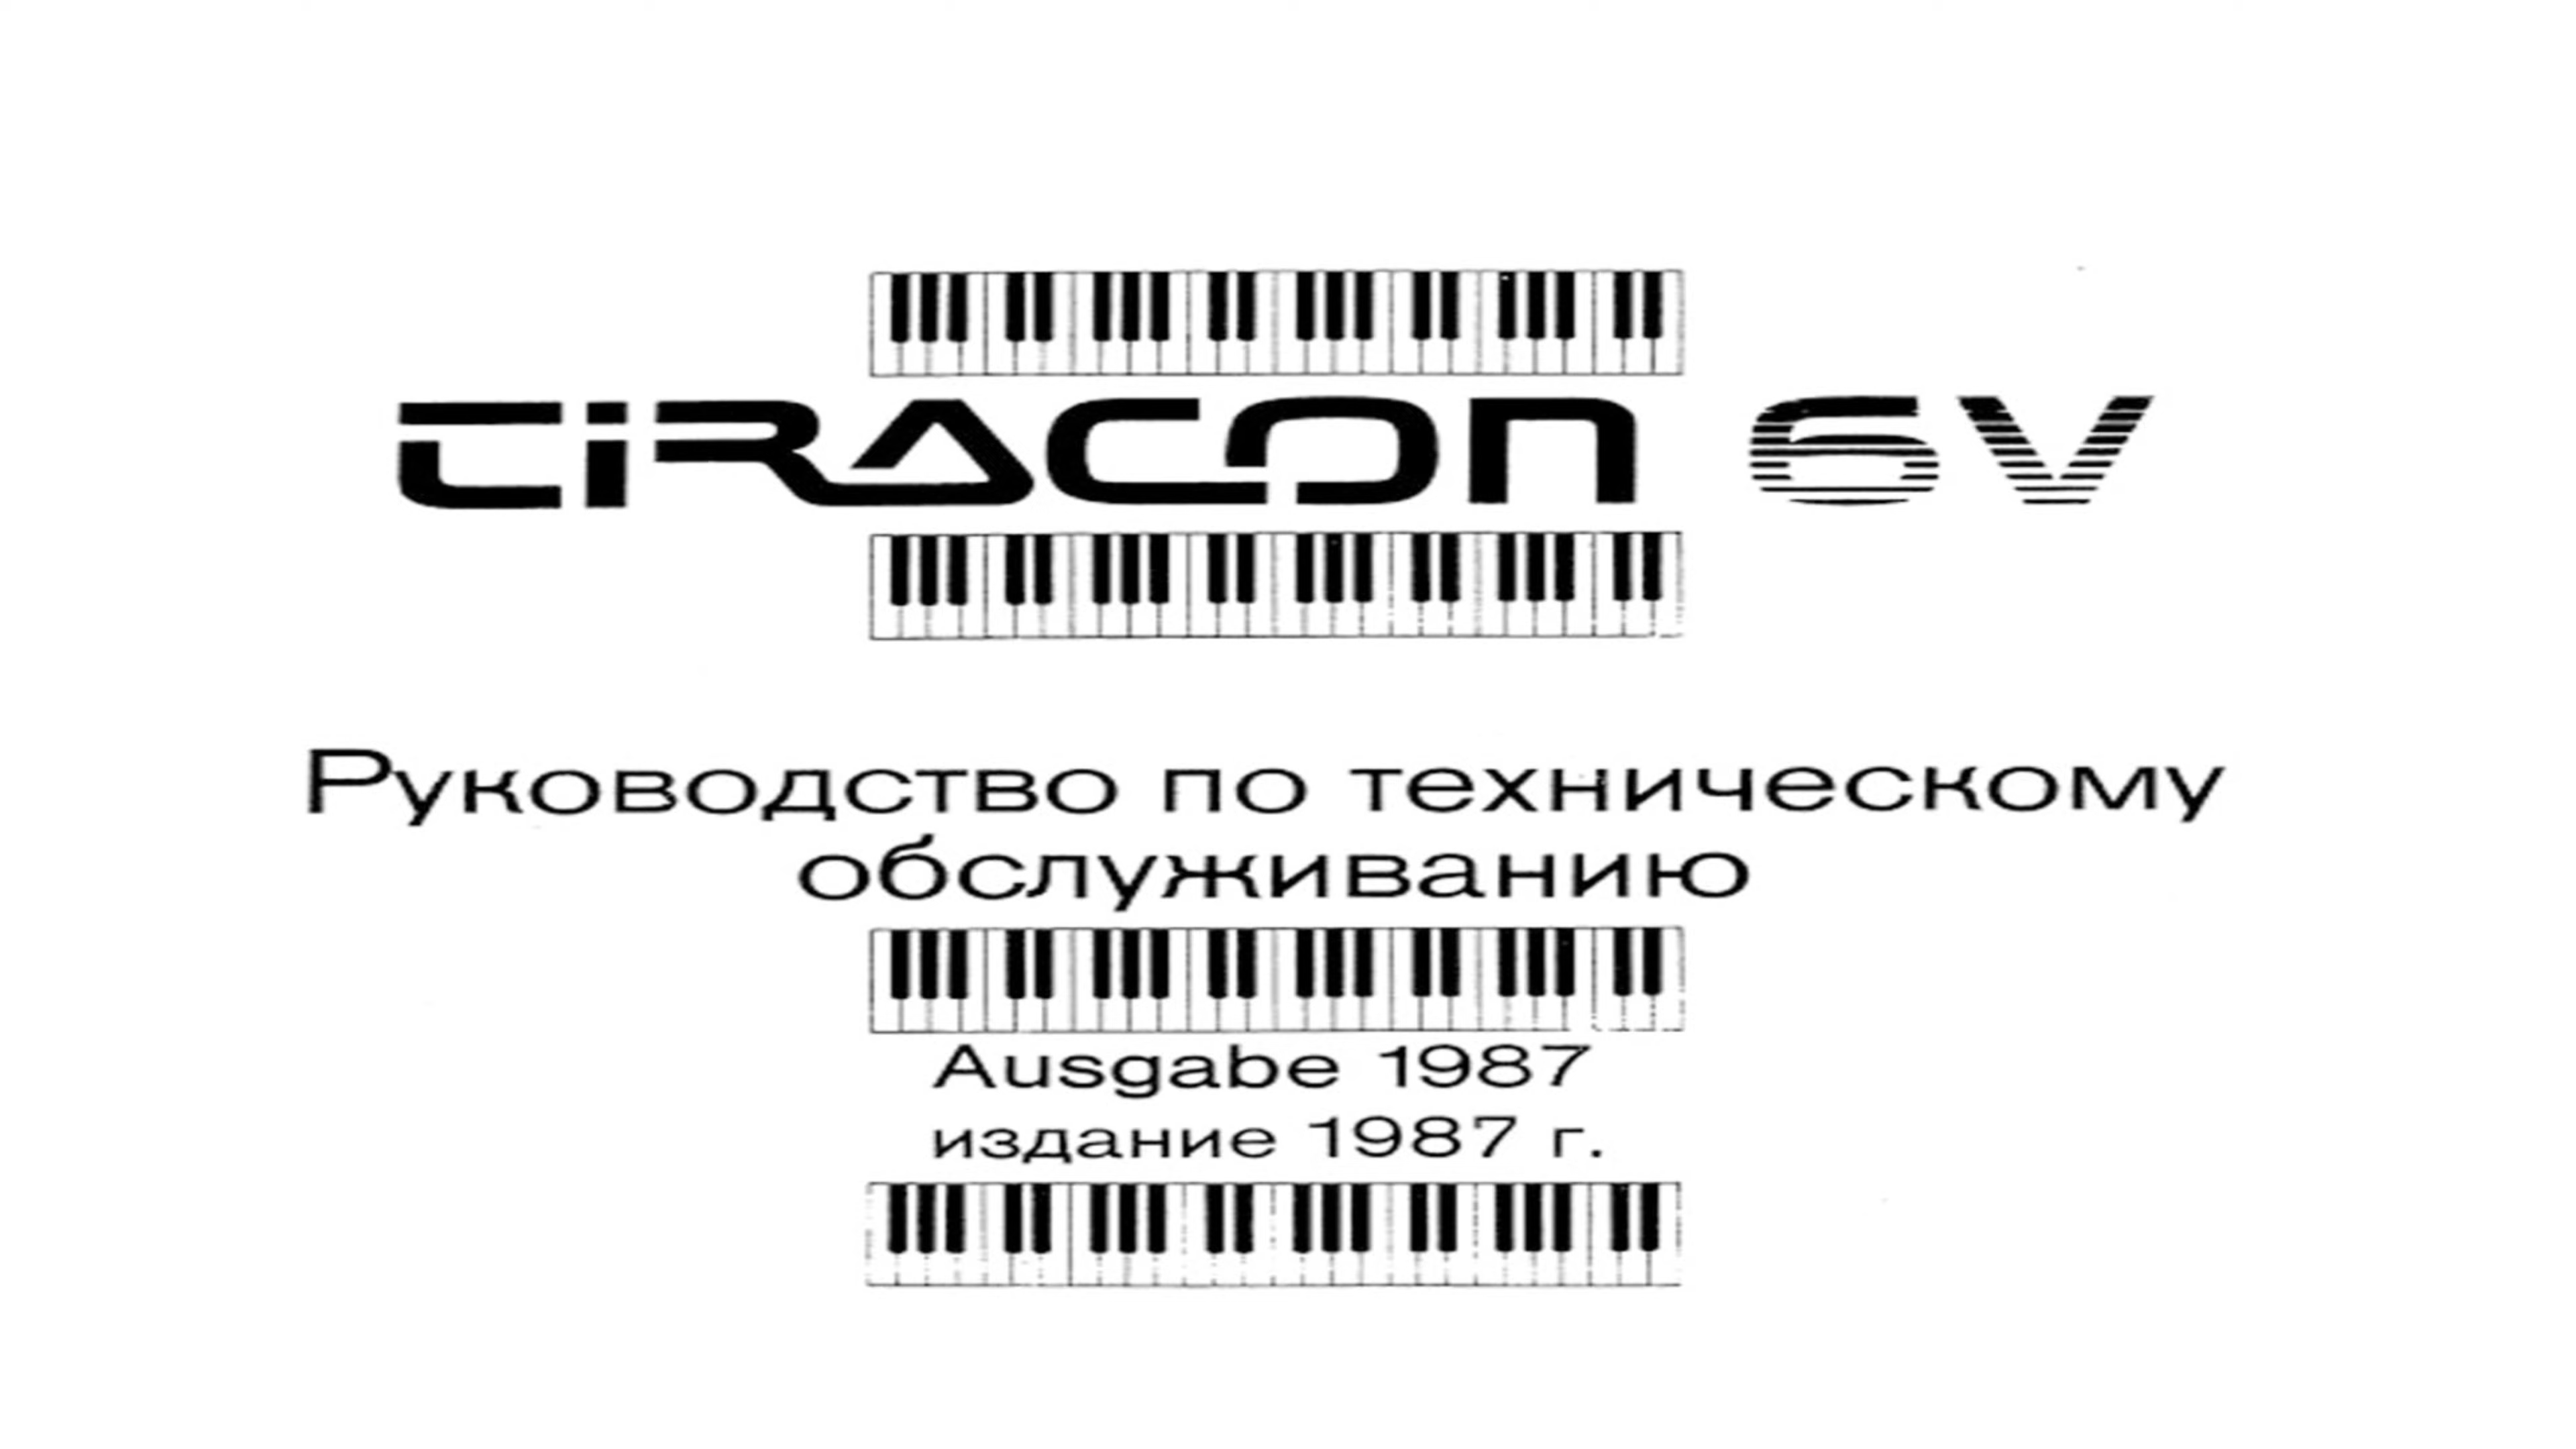 TIRACON 6V
Руководство по техническому
обслуживанию
Ausgabe 1987
издание 1987 г.